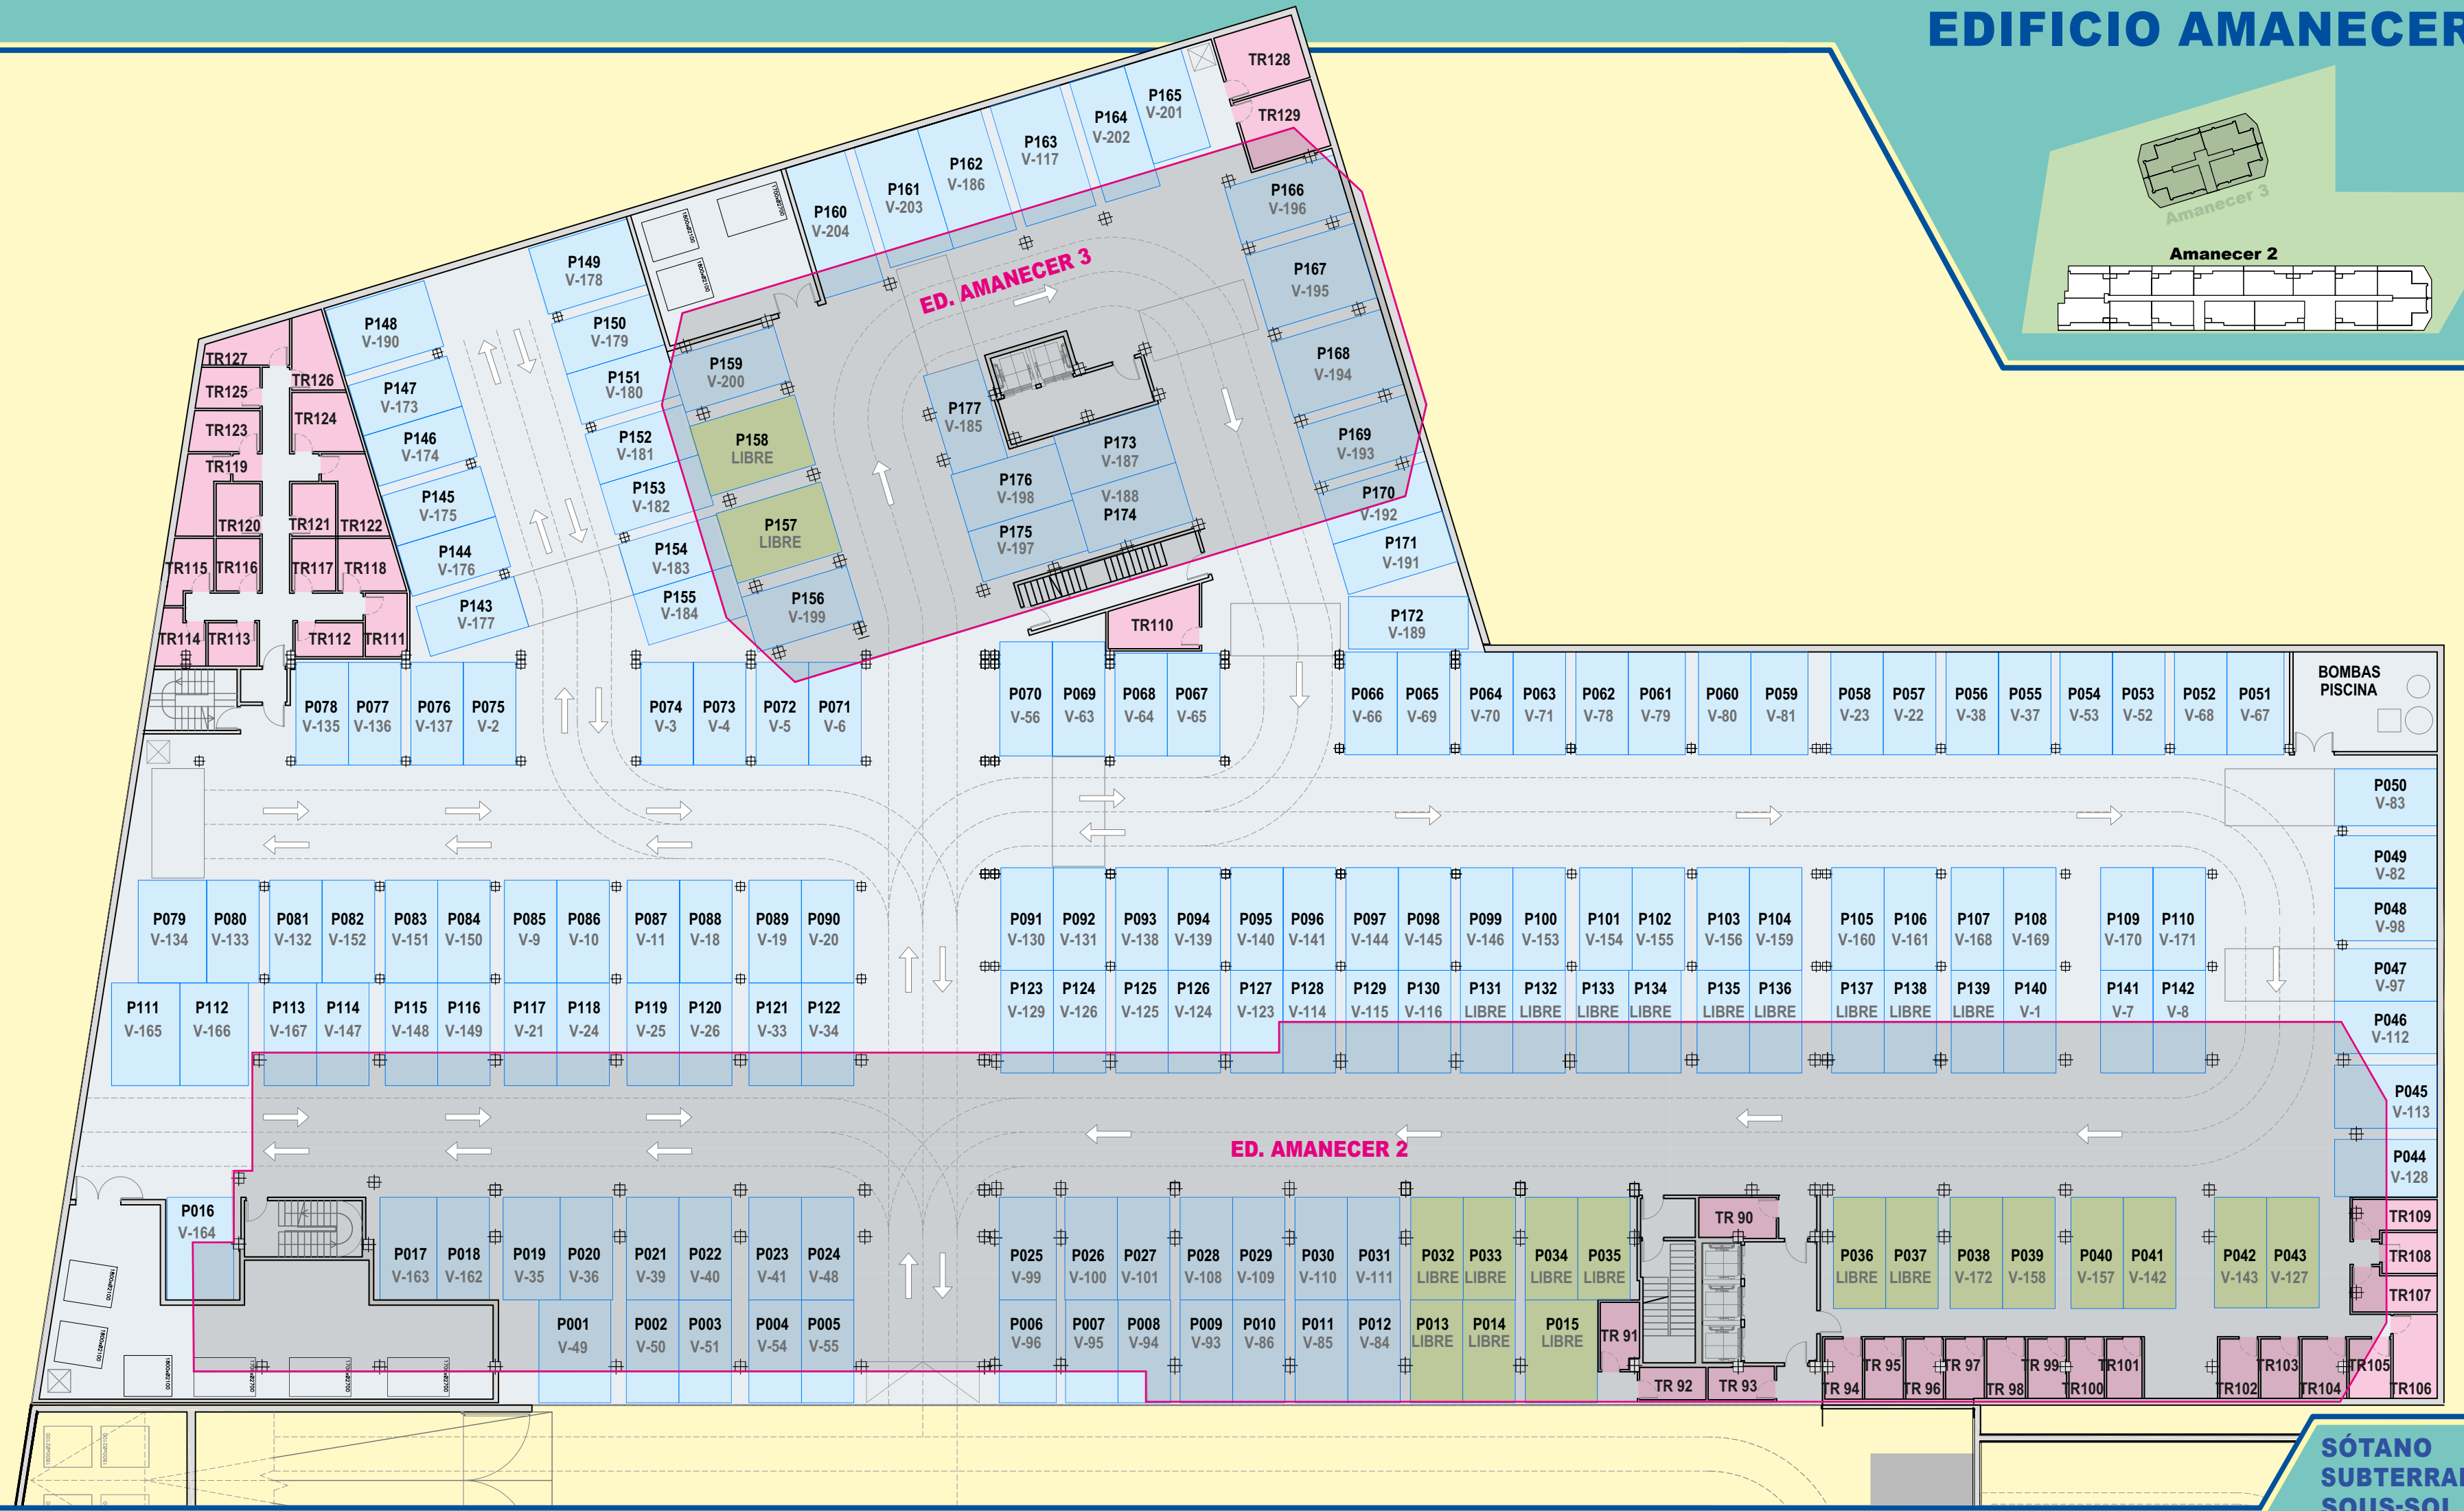 EDIFICIO AMANECER
Amanecer 3
Amanecer 2
TR128
TR129
P165
V-201
P164
V-202
P163
V-117
P162
V-186
P161
V-203
P160
V-204
P166
V-196
P167
V-195
P168
V-194
P169
V-193
P170
V-192
P171
V-191
P172
V-189
ED. AMANECER 3
1700x82700
1800x82100
1800x82100
P149
V-178
P150
V-179
P151
V-180
P152
V-181
P153
V-182
P154
V-183
P155
V-184
P159
V-200
P158
LIBRE
P157
LIBRE
P156
V-199
P177
V-185
P173
V-187
P176
V-198
V-188
P174
P175
V-197
P148
V-190
P147
V-173
P146
V-174
P145
V-175
P144
V-176
P143
V-177
TR127
TR126
TR125
TR124
TR123
TR119
TR120
TR121
TR122
TR115
TR116
TR117
TR118
TR114
TR113
TR112
TR111
TR110
P078
V-135
P077
V-136
P076
V-137
P075
V-2
P074
V-3
P073
V-4
P072
V-5
P071
V-6
P070
V-56
P069
V-63
P068
V-64
P067
V-65
P066
V-66
P065
V-69
P064
V-70
P063
V-71
P062
V-78
P061
V-79
P060
V-80
P059
V-81
P058
V-23
P057
V-22
P056
V-38
P055
V-37
P054
V-53
P053
V-52
P052
V-68
P051
V-67
BOMBAS
PISCINA
P050
V-83
P049
V-82
P048
V-98
P047
V-97
P046
V-112
P045
V-113
P044
V-128
P079
V-134
P080
V-133
P081
V-132
P082
V-152
P083
V-151
P084
V-150
P085
V-9
P086
V-10
P087
V-11
P088
V-18
P089
V-19
P090
V-20
P091
V-130
P092
V-131
P093
V-138
P094
V-139
P095
V-140
P096
V-141
P097
V-144
P098
V-145
P099
V-146
P100
V-153
P101
V-154
P102
V-155
P103
V-156
P104
V-159
P105
V-160
P106
V-161
P107
V-168
P108
V-169
P109
V-170
P110
V-171
P111
V-165
P112
V-166
P113
V-167
P114
V-147
P115
V-148
P116
V-149
P117
V-21
P118
V-24
P119
V-25
P120
V-26
P121
V-33
P122
V-34
P123
V-129
P124
V-126
P125
V-125
P126
V-124
P127
V-123
P128
V-114
P129
V-115
P130
V-116
P131
LIBRE
P132
LIBRE
P133
LIBRE
P134
LIBRE
P135
LIBRE
P136
LIBRE
P137
LIBRE
P138
LIBRE
P139
LIBRE
P140
V-1
P141
V-7
P142
V-8
ED. AMANECER 2
P016
V-164
P017
V-163
P018
V-162
P019
V-35
P020
V-36
P021
V-39
P022
V-40
P023
V-41
P024
V-48
P025
V-99
P026
V-100
P027
V-101
P028
V-108
P029
V-109
P030
V-110
P031
V-111
P032
LIBRE
P033
LIBRE
P034
LIBRE
P035
LIBRE
P036
LIBRE
P037
LIBRE
P038
V-172
P039
V-158
P040
V-157
P041
V-142
P042
V-143
P043
V-127
P001
V-49
P002
V-50
P003
V-51
P004
V-54
P005
V-55
P006
V-96
P007
V-95
P008
V-94
P009
V-93
P010
V-86
P011
V-85
P012
V-84
P013
LIBRE
P014
LIBRE
P015
LIBRE
TR 90
TR 91
TR 92
TR 93
TR 94
TR 95
TR 96
TR 97
TR 98
TR 99
TR100
TR101
TR102
TR103
TR104
TR105
TR106
TR107
TR108
TR109
1800x82100
1800x82100
1800x82100
SÓTANO
SUBTERRA
SOUS-SOL